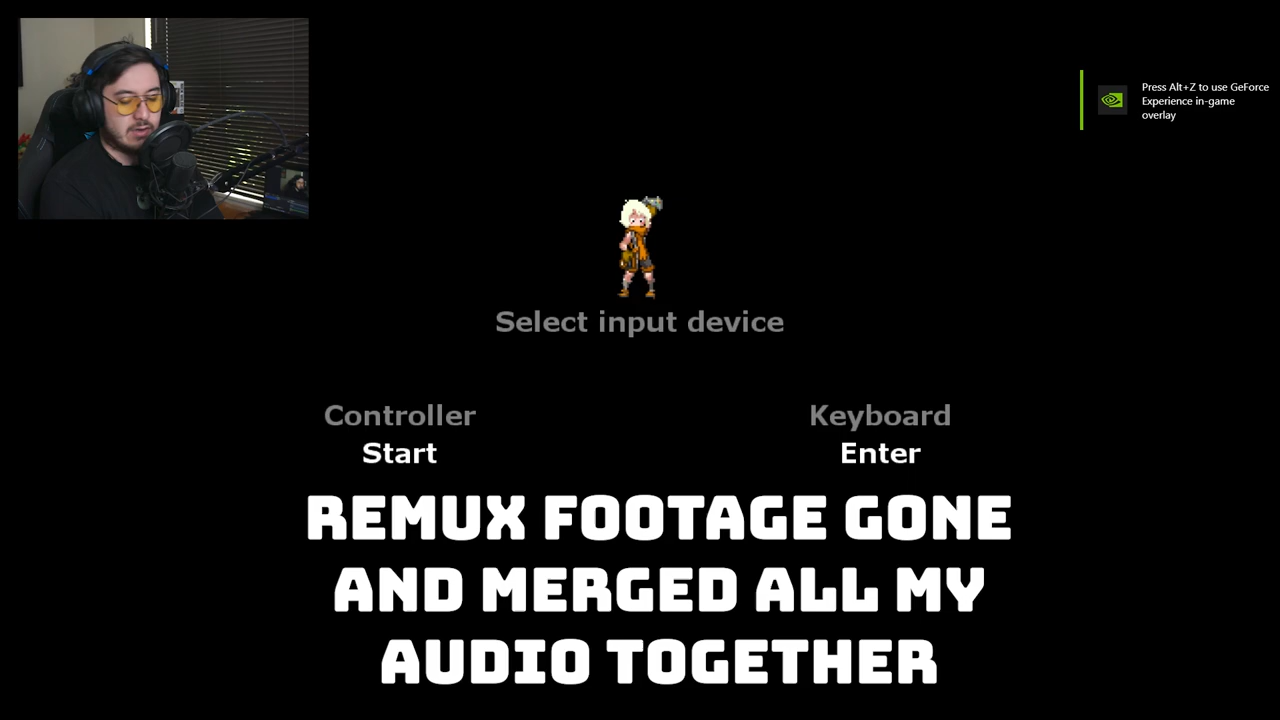 Press Alt+Z to use GeForce
Experience in-game
overlay
Select input device
Controller
Keyboard
Start
Enter
REMUX FOOTAGE GONE
AND MERGED ALL MY
AUDIO TOGETHER